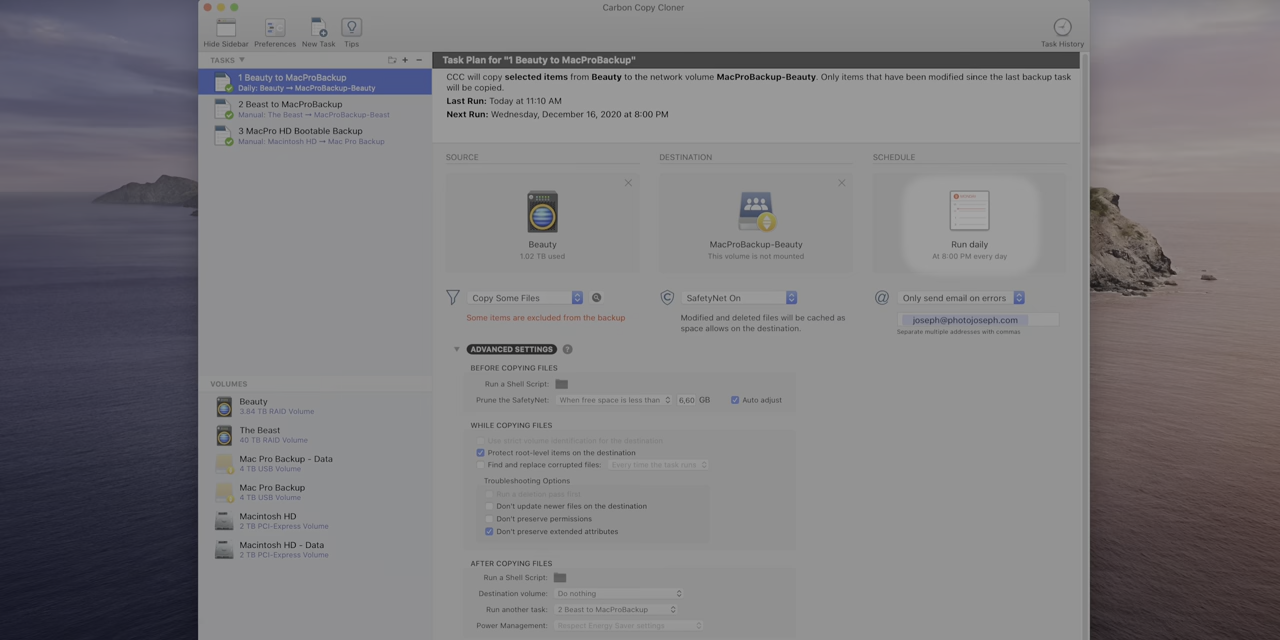 Carbon Copy Cloner
Hide Sidebar
Preferences
New Task
Tips
Task History
TASKS
1 Beauty to MacProBackup
Daily: Beauty → MacProBackup-Beauty
2 Beast to MacProBackup
Manual: The Beast → MacProBackup-Beast
3 MacPro HD Bootable Backup
Manual: Macintosh HD → Mac Pro Backup
VOLUMES
Beauty
3.84 TB RAID Volume
The Beast
40 TB RAID Volume
Mac Pro Backup - Data
4 TB USB Volume
Mac Pro Backup
4 TB USB Volume
Macintosh HD
2 TB PCI-Express Volume
Macintosh HD - Data
2 TB PCI-Express Volume
Task Plan for "1 Beauty to MacProBackup"
CCC will copy selected items from Beauty to the network volume MacProBackup-Beauty. Only items that have been modified since the last backup task
will be copied.
Last Run: Today at 11:10 AM
Next Run: Wednesday, December 16, 2020 at 8:00 PM
SOURCE
Beauty
1.02 TB used
Copy Some Files
Some items are excluded from the backup
DESTINATION
MacProBackup-Beauty
This volume is not mounted
SafetyNet On
Modified and deleted files will be cached as
space allows on the destination.
SCHEDULE
Run daily
At 8:00 PM every day
Only send email on errors
joseph@photojoseph.com
Separate multiple addresses with commas
ADVANCED SETTINGS ?
BEFORE COPYING FILES
Run a Shell Script:
Prune the SafetyNet: When free space is less than 6,60 GB Auto adjust
WHILE COPYING FILES
Use strict volume identification for the destination
Protect root-level items on the destination
Find and replace corrupted files: Every time the task runs
Troubleshooting Options
Run a deletion pass first
Don't update newer files on the destination
Don't preserve permissions
Don't preserve extended attributes
AFTER COPYING FILES
Run a Shell Script:
Destination volume: Do nothing
Run another task: 2 Beast to MacProBackup
Power Management: Respect Energy Saver settings